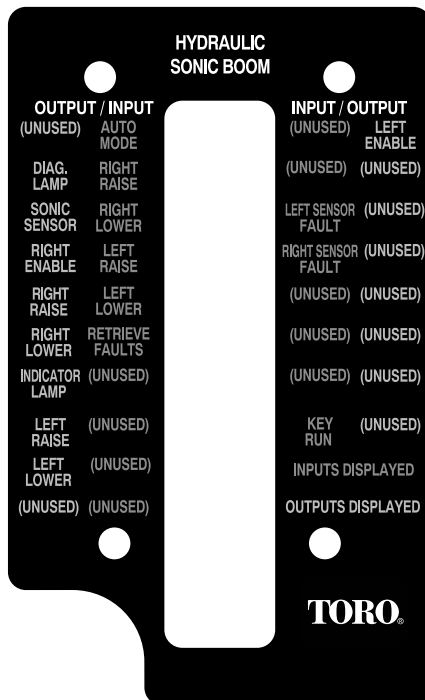 HYDRAULIC
SONIC BOOM
OUTPUT / INPUT
(UNUSED) AUTO MODE
DIAG. LAMP RIGHT RAISE
SONIC SENSOR RIGHT LOWER
RIGHT ENABLE LEFT RAISE
RIGHT RAISE LEFT LOWER
RIGHT LOWER RETRIEVE FAULTS
INDICATOR LAMP (UNUSED)
LEFT RAISE (UNUSED)
LEFT LOWER (UNUSED)
(UNUSED) (UNUSED)
INPUT / OUTPUT
(UNUSED) LEFT ENABLE
(UNUSED) (UNUSED)
LEFT SENSOR FAULT (UNUSED)
RIGHT SENSOR FAULT (UNUSED)
(UNUSED) (UNUSED)
(UNUSED) (UNUSED)
(UNUSED) (UNUSED)
KEY RUN (UNUSED)
INPUTS DISPLAYED
OUTPUTS DISPLAYED
TORO®